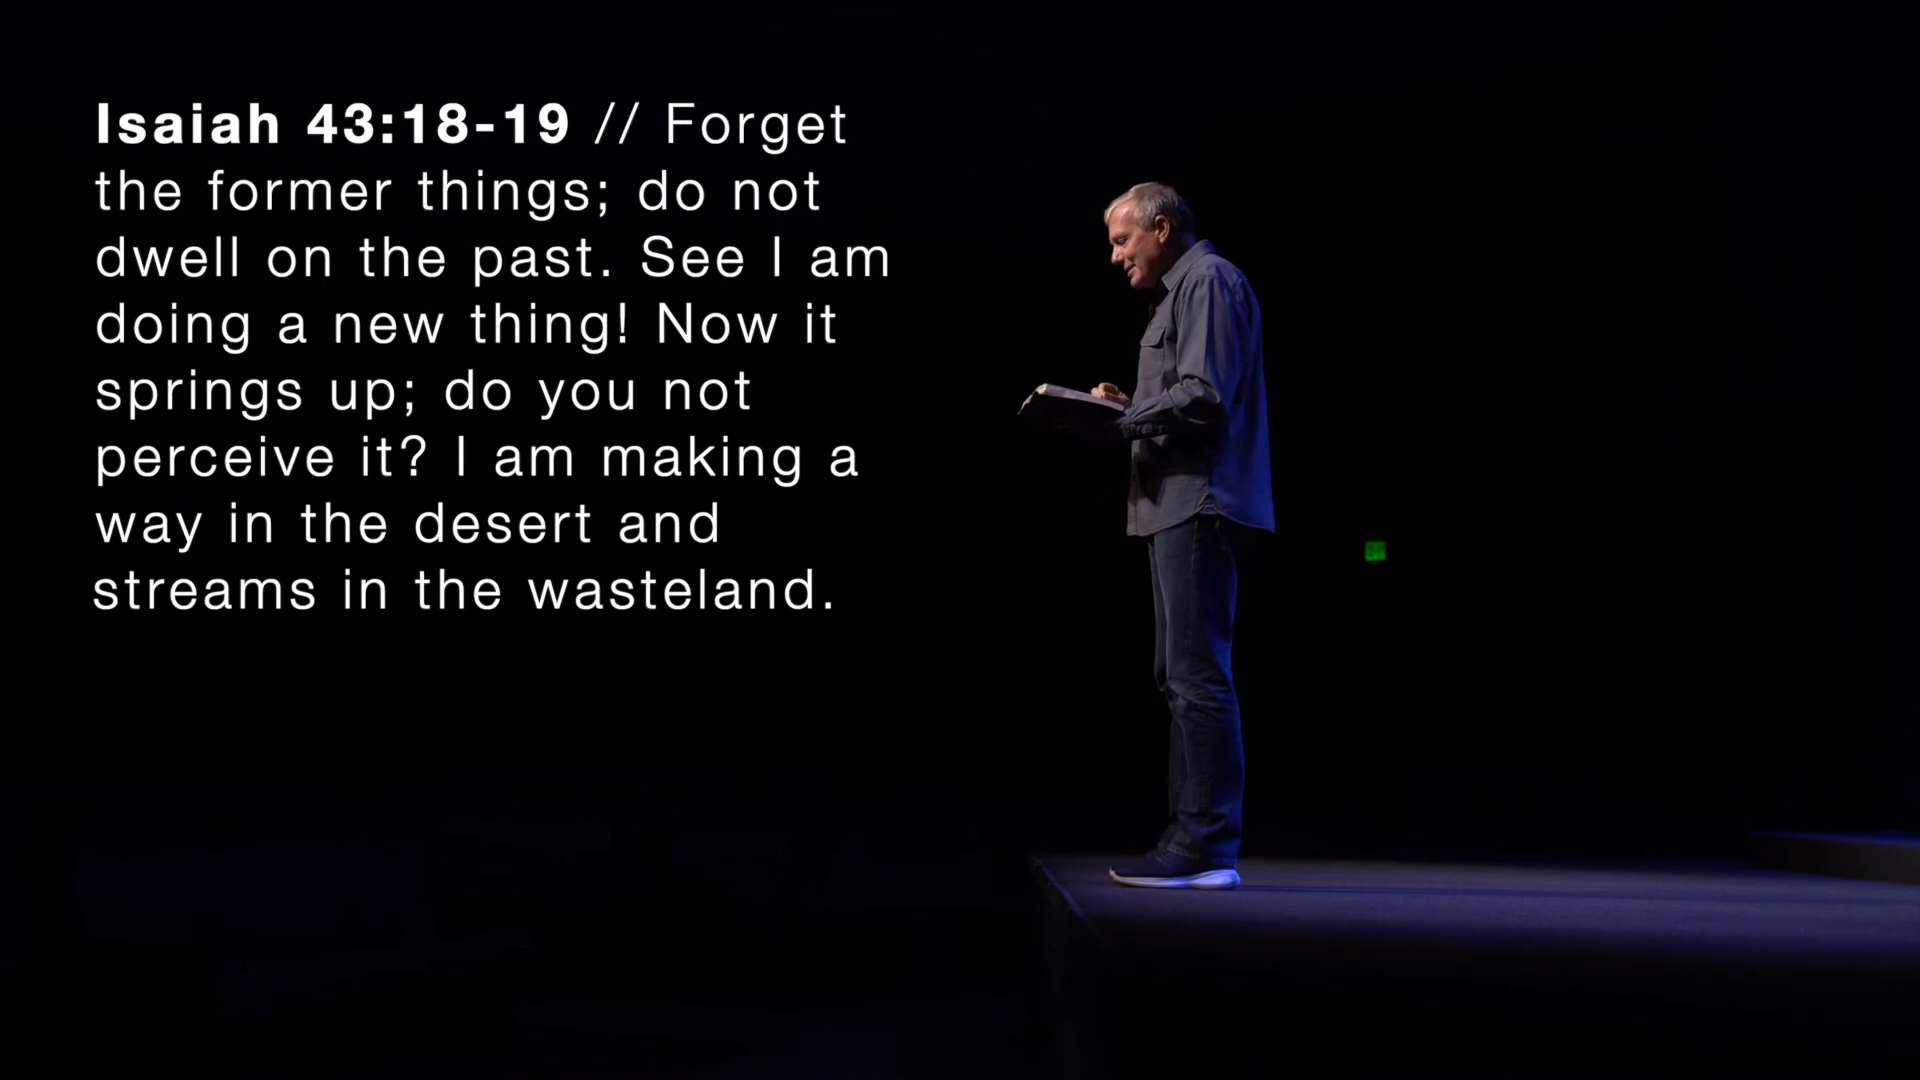 Isaiah 43:18-19 // Forget
the former things; do not
dwell on the past. See I am
doing a new thing! Now it
springs up; do you not
perceive it? I am making a
way in the desert and
streams in the wasteland.